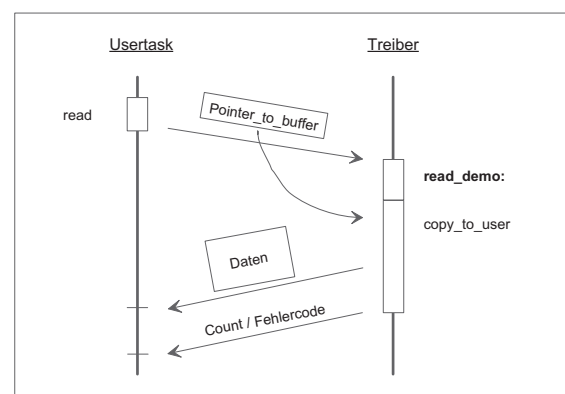 Usertask
Treiber
read
Pointer_to_buffer
read_demo:
copy_to_user
Daten
Count / Fehlercode